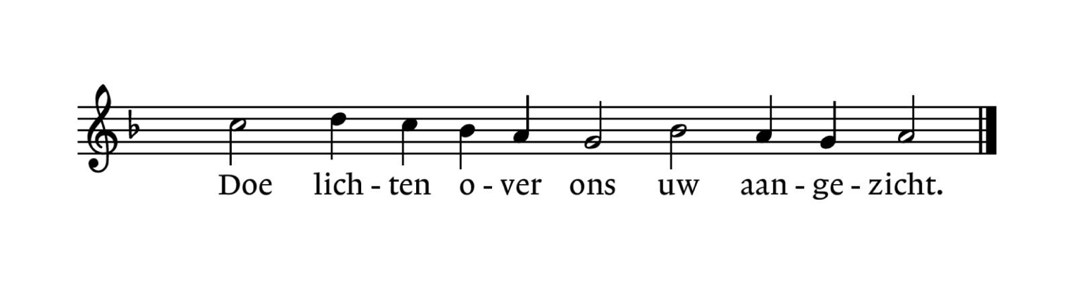 Doe lich - ten o - ver ons uw aan - ge - zicht.